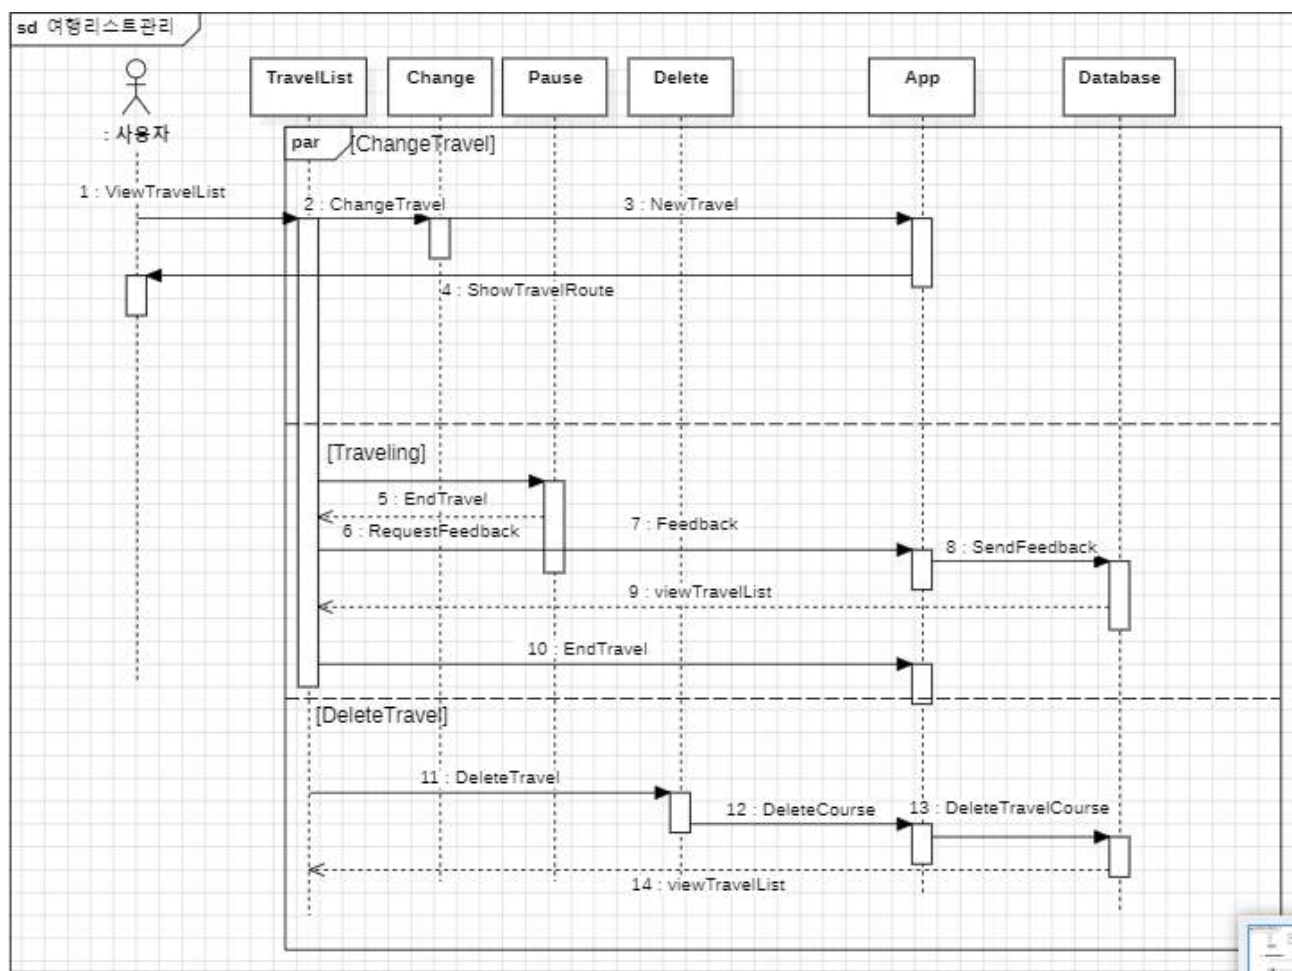 sd 여행리스트관리
TravelList
Change
Pause
Delete
App
Database
: 사용자
par
[ChangeTravel]
1 : ViewTravelList
2 : ChangeTravel
3 : NewTravel
4 : ShowTravelRoute
[Traveling]
5 : EndTravel
6 : RequestFeedback
7 : Feedback
8 : SendFeedback
9 : viewTravelList
10 : EndTravel
[DeleteTravel]
11 : DeleteTravel
12 : DeleteCourse
13 : DeleteTravelCourse
14 : viewTravelList